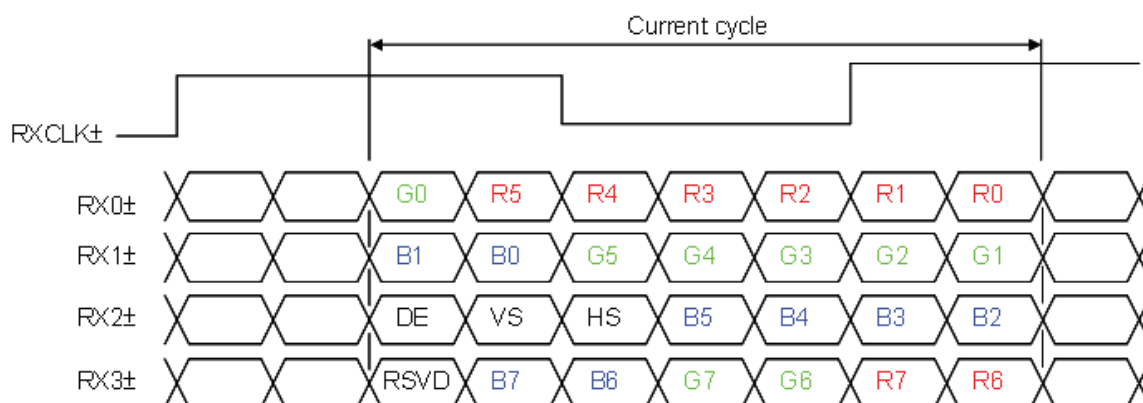 Current cycle
RXCLK±
RX0± G0 R5 R4 R3 R2 R1 R0
RX1± B1 B0 G5 G4 G3 G2 G1
RX2± DE VS HS B5 B4 B3 B2
RX3± RSVD B7 B6 G7 G6 R7 R6